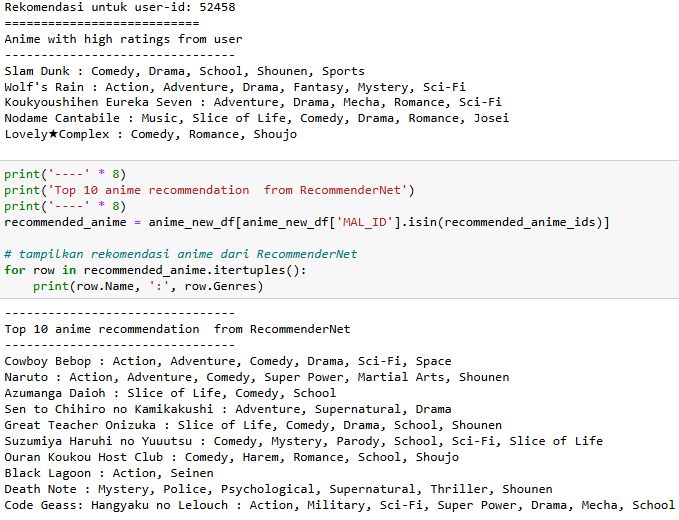 Rekomendasi untuk user-id: 52458
===========================
Anime with high ratings from user
--------------------------------
Slam Dunk : Comedy, Drama, School, Shounen, Sports
Wolf's Rain : Action, Adventure, Drama, Fantasy, Mystery, Sci-Fi
Koukyoushihen Eureka Seven : Adventure, Drama, Mecha, Romance, Sci-Fi
Nodame Cantabile : Music, Slice of Life, Comedy, Drama, Romance, Josei
Lovely★Complex : Comedy, Romance, Shoujo
print('----' * 8)
print('Top 10 anime recommendation  from RecommenderNet')
print('----' * 8)
recommended_anime = anime_new_df[anime_new_df['MAL_ID'].isin(recommended_anime_ids)]
# tampilkan rekomendasi anime dari RecommenderNet
for row in recommended_anime.itertuples():
    print(row.Name, ':', row.Genres)
--------------------------------
Top 10 anime recommendation  from RecommenderNet
--------------------------------
Cowboy Bebop : Action, Adventure, Comedy, Drama, Sci-Fi, Space
Naruto : Action, Adventure, Comedy, Super Power, Martial Arts, Shounen
Azumanga Daioh : Slice of Life, Comedy, School
Sen to Chihiro no Kamikakushi : Adventure, Supernatural, Drama
Great Teacher Onizuka : Slice of Life, Comedy, Drama, School, Shounen
Suzumiya Haruhi no Yuuutsu : Comedy, Mystery, Parody, School, Sci-Fi, Slice of Life
Ouran Koukou Host Club : Comedy, Harem, Romance, School, Shoujo
Black Lagoon : Action, Seinen
Death Note : Mystery, Police, Psychological, Supernatural, Thriller, Shounen
Code Geass: Hangyaku no Lelouch : Action, Military, Sci-Fi, Super Power, Drama, Mecha, School